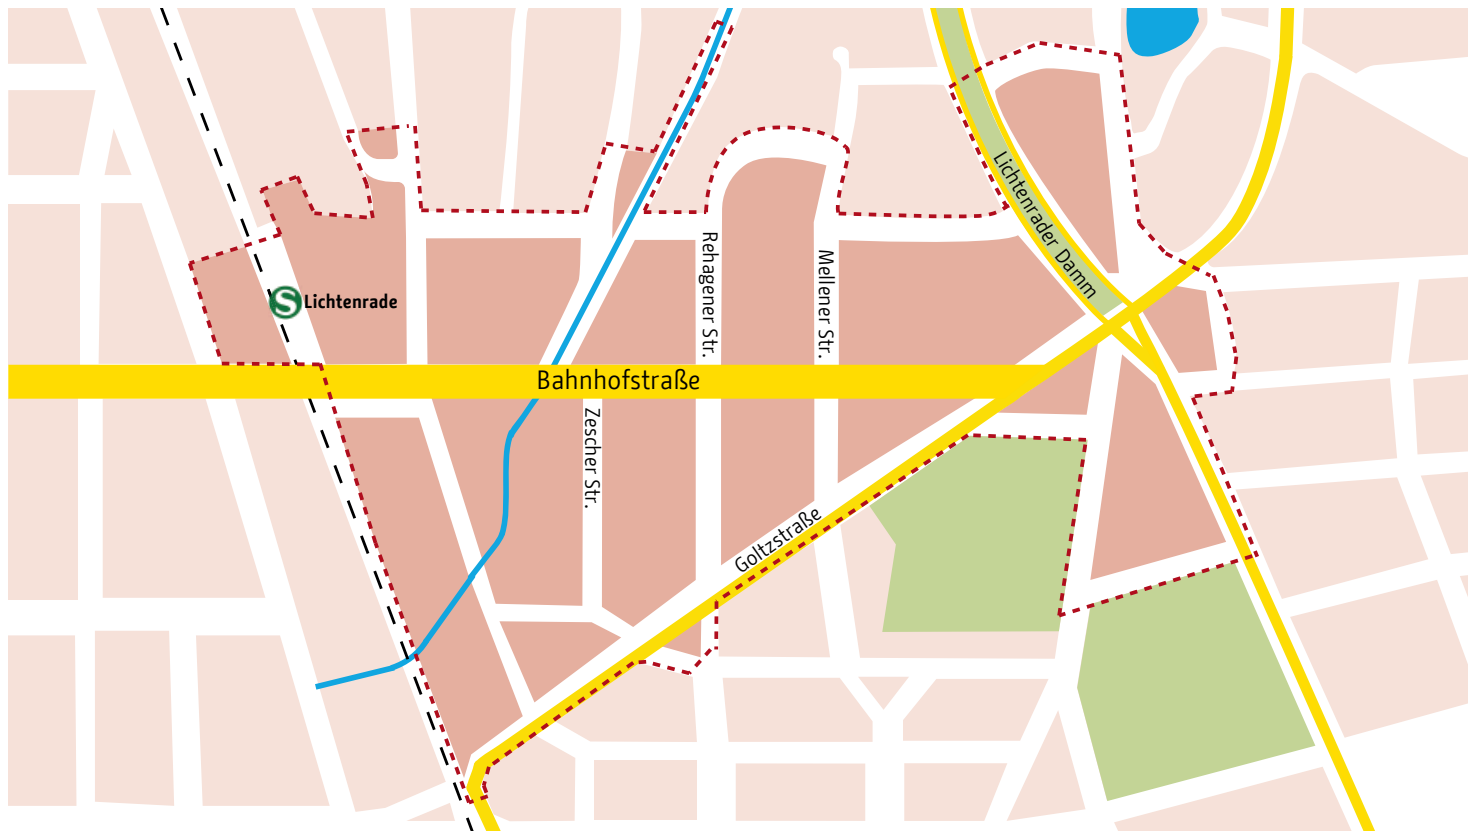 Lichtenrader Damm
Rehagener Str.
Mellener Str.
S Lichtenrade
Bahnhofstraße
Zescher Str.
Goltzstraße